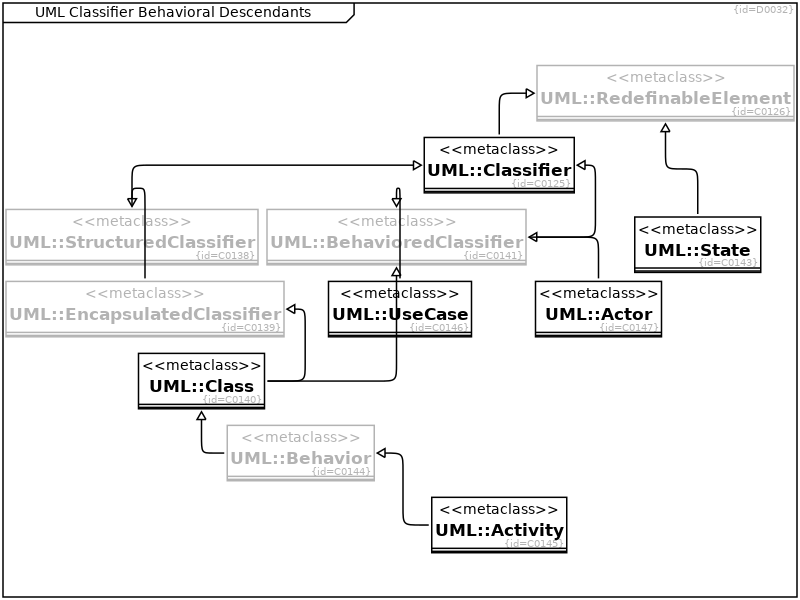 UML Classifier Behavioral Descendants
{id=D0032}
<<metaclass>>
UML::RedefinableElement
{id=C0126}
<<metaclass>>
UML::Classifier
{id=C0125}
<<metaclass>>
UML::StructuredClassifier
{id=C0138}
<<metaclass>>
UML::BehavioredClassifier
{id=C0141}
<<metaclass>>
UML::State
{id=C0143}
<<metaclass>>
UML::EncapsulatedClassifier
{id=C0139}
<<metaclass>>
UML::UseCase
{id=C0146}
<<metaclass>>
UML::Actor
{id=C0147}
<<metaclass>>
UML::Class
{id=C0140}
<<metaclass>>
UML::Behavior
{id=C0144}
<<metaclass>>
UML::Activity
{id=C0145}